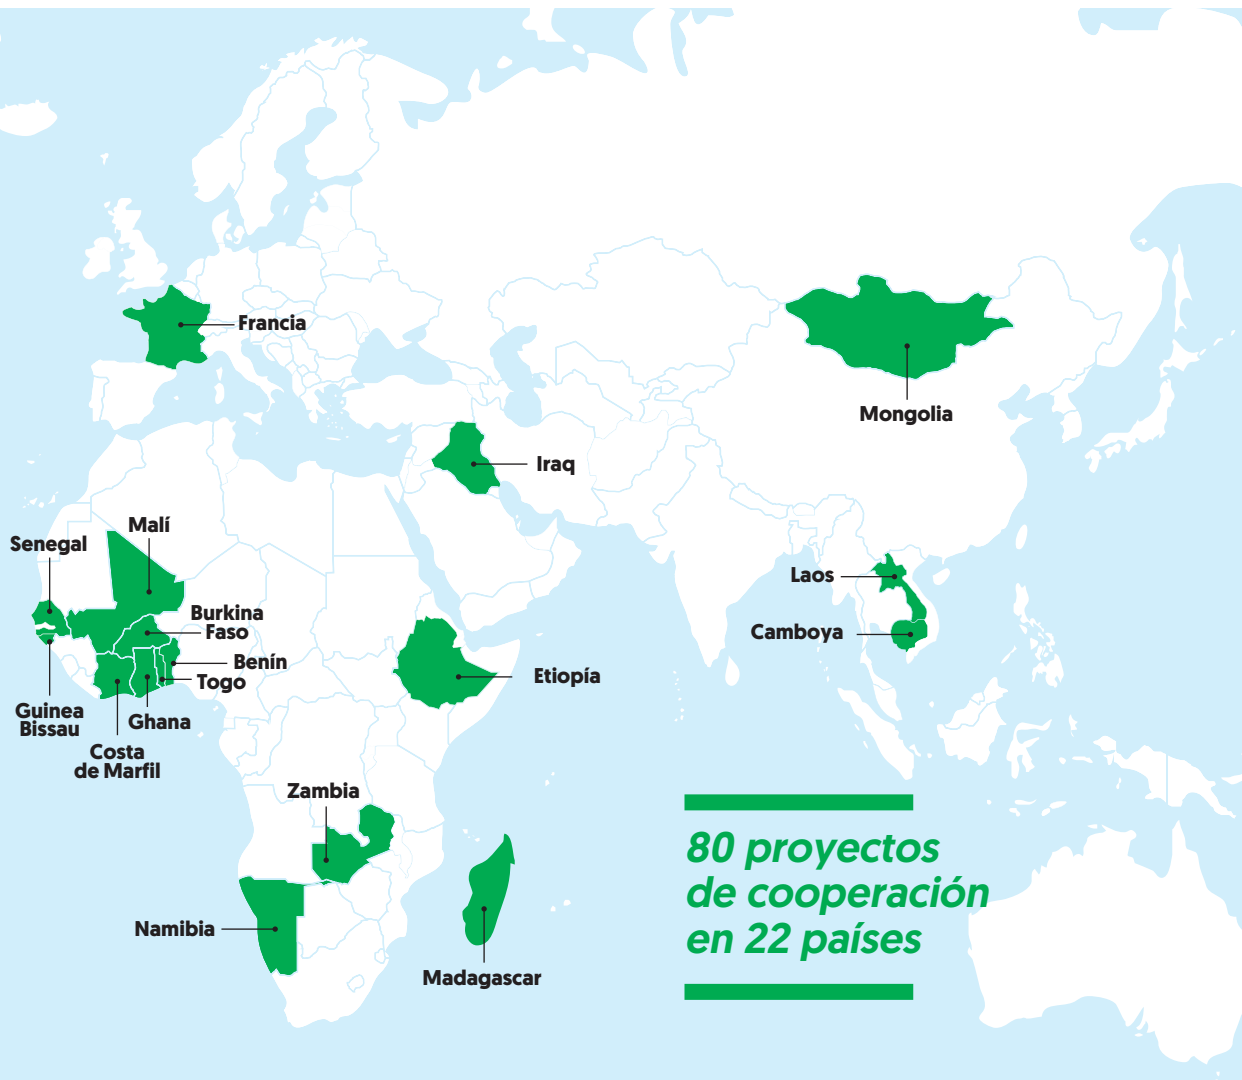 Francia
Mongolia
Iraq
Malí
Senegal
Laos
Burkina
Faso
Camboya
Benín
Togo
Etiopía
Guinea
Bissau
Ghana
Costa
de Marfil
Zambia
80 proyectos
de cooperación
en 22 países
Namibia
Madagascar